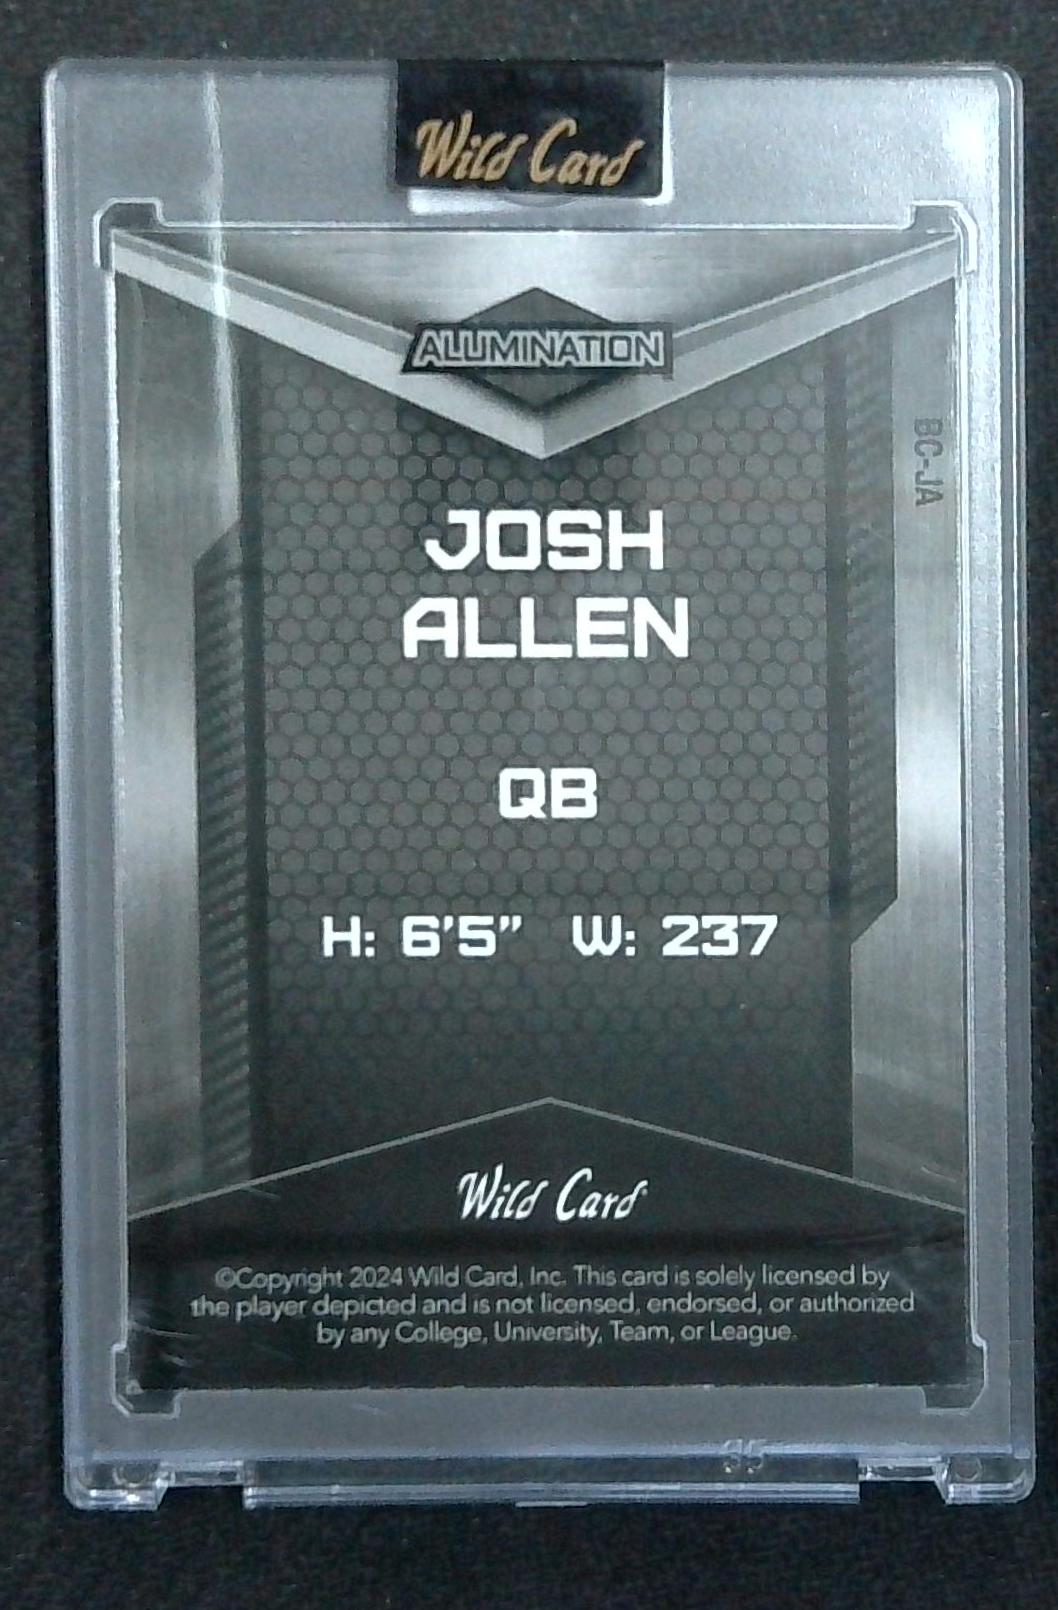 Wild Card
ALUMINATION
BC-JA
JOSH
ALLEN
QB
H: 6'5" W: 237
Wild Card
©Copyright 2024 Wild Card, Inc. This card is solely licensed by
the player depicted and is not licensed, endorsed, or authorized
by any College, University, Team, or League.